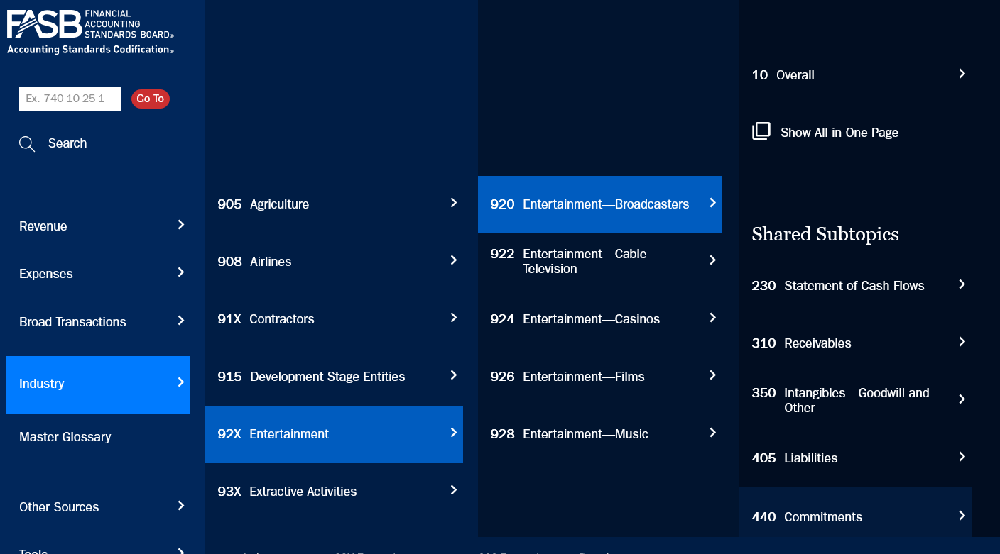 FASB
FINANCIAL
ACCOUNTING
STANDARDS BOARD®
Accounting Standards Codification®
Ex. 740-10-25-1
Go To
Search
Revenue
Expenses
Broad Transactions
Industry
Master Glossary
Other Sources
Tools
905 Agriculture
908 Airlines
91X Contractors
915 Development Stage Entities
92X Entertainment
93X Extractive Activities
920 Entertainment—Broadcasters
922 Entertainment—Cable
Television
924 Entertainment—Casinos
926 Entertainment—Films
928 Entertainment—Music
10 Overall
Show All in One Page
Shared Subtopics
230 Statement of Cash Flows
310 Receivables
350 Intangibles—Goodwill and
Other
405 Liabilities
440 Commitments